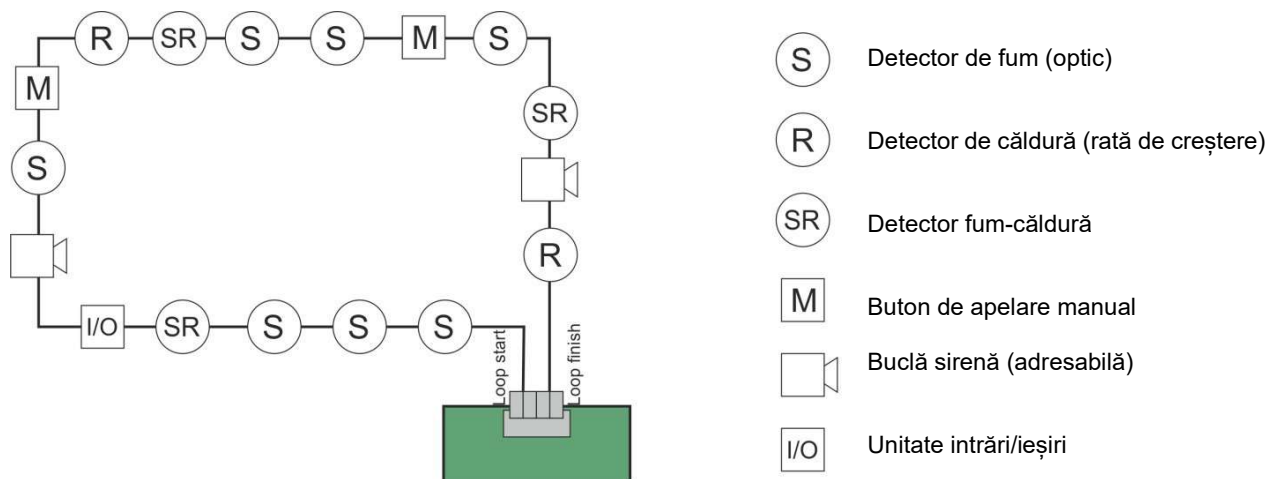 R SR S S M S
M
SR
S
R
I/O SR S S S
Loop start
Loop finish
S Detector de fum (optic)
R Detector de căldură (rată de creștere)
SR Detector fum-căldură
M Buton de apelare manual
Buclă sirenă (adresabilă)
I/O Unitate intrări/ieșiri